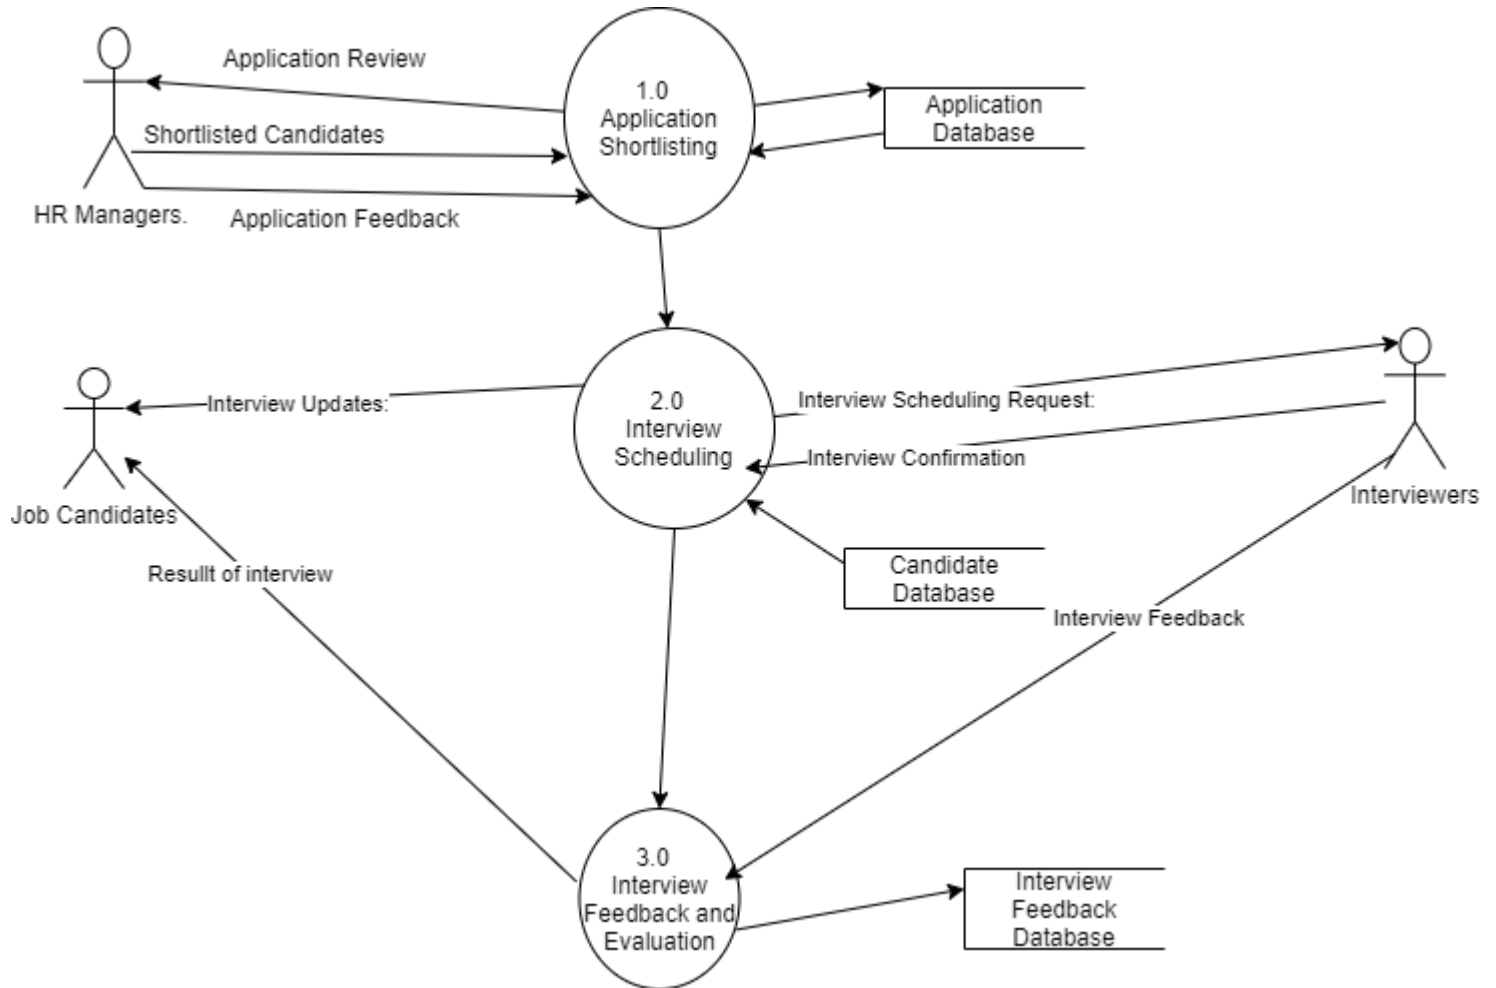 Application Review
1.0
Application
Shortlisting
Application
Database
Shortlisted Candidates
HR Managers.
Application Feedback
Interview Updates:
2.0
Interview
Scheduling
Interview Scheduling Request:
Interview Confirmation
Job Candidates
Interviewers
Resullt of interview
Candidate
Database
Interview Feedback
3.0
Interview
Feedback and
Evaluation
Interview
Feedback
Database